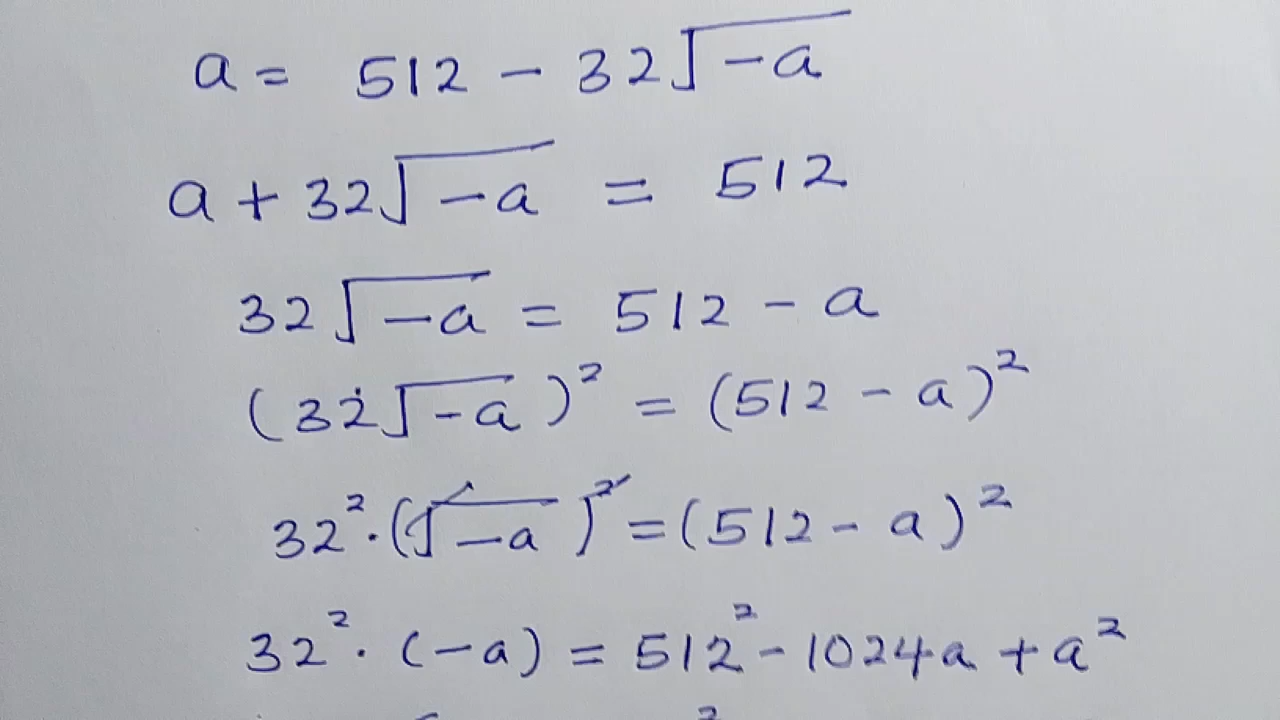 a = 512 - 32√-a
a + 32√-a = 512
32√-a = 512 - a
(32√-a)² = (512 - a)²
32² · (√-a)² = (512 - a)²
32² · (-a) = 512² - 1024a + a²